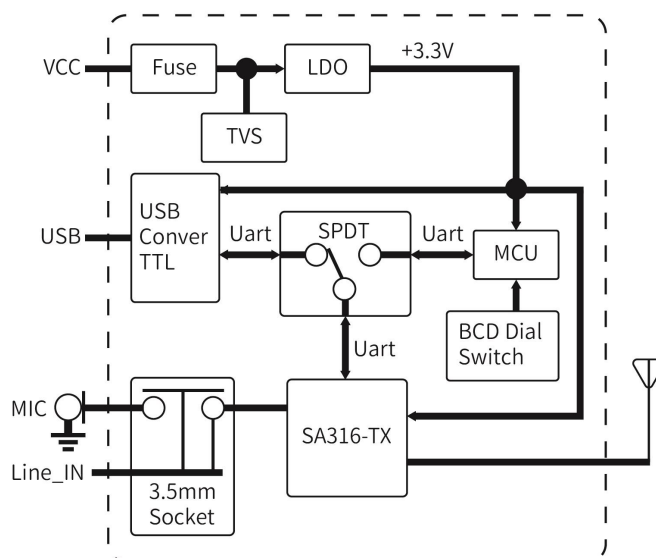 VCC
Fuse
LDO
+3.3V
TVS
USB
USB
Conver
TTL
Uart
SPDT
Uart
MCU
Uart
BCD Dial
Switch
MIC
SA316-TX
Line_IN
3.5mm
Socket